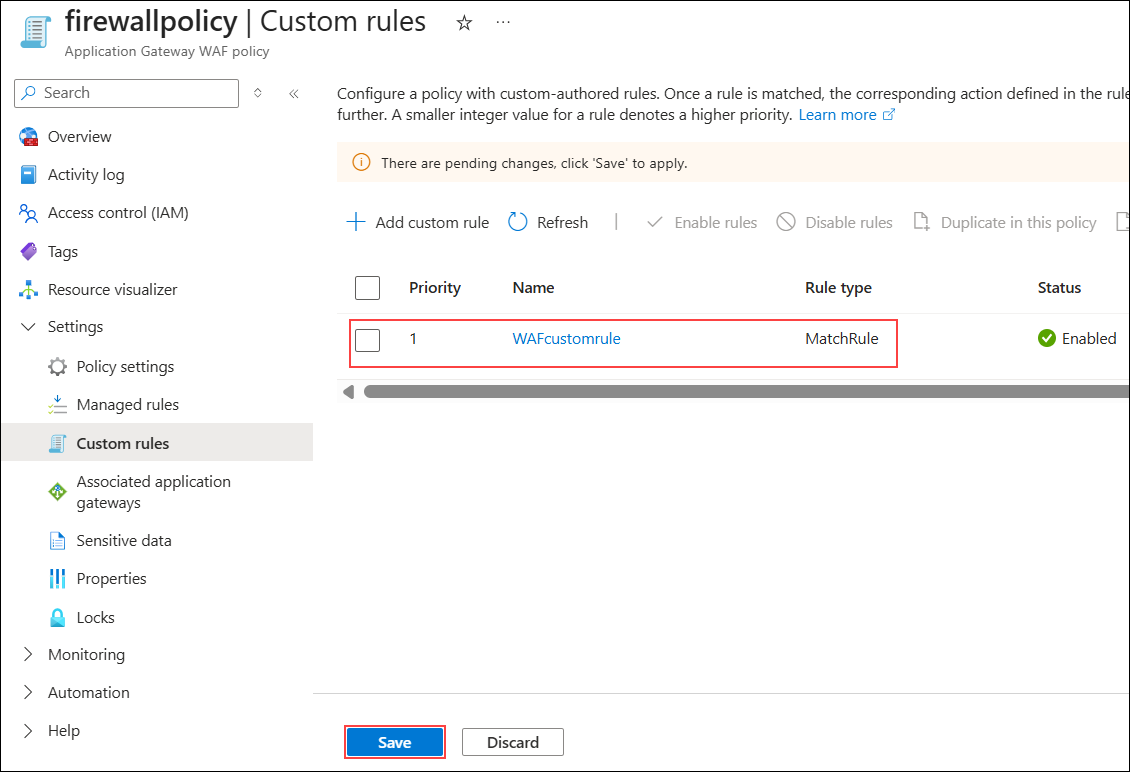 firewallpolicy | Custom rules ☆ ···
Application Gateway WAF policy
Search
Overview
Activity log
Access control (IAM)
Tags
Resource visualizer
Settings
Policy settings
Managed rules
Custom rules
Associated application
gateways
Sensitive data
Properties
Locks
Monitoring
Automation
Help
Configure a policy with custom-authored rules. Once a rule is matched, the corresponding action defined in the rule
further. A smaller integer value for a rule denotes a higher priority. Learn more
There are pending changes, click 'Save' to apply.
Add custom rule Refresh | Enable rules Disable rules Duplicate in this policy
Priority Name Rule type Status
1 WAFcustomrule MatchRule Enabled
Save Discard